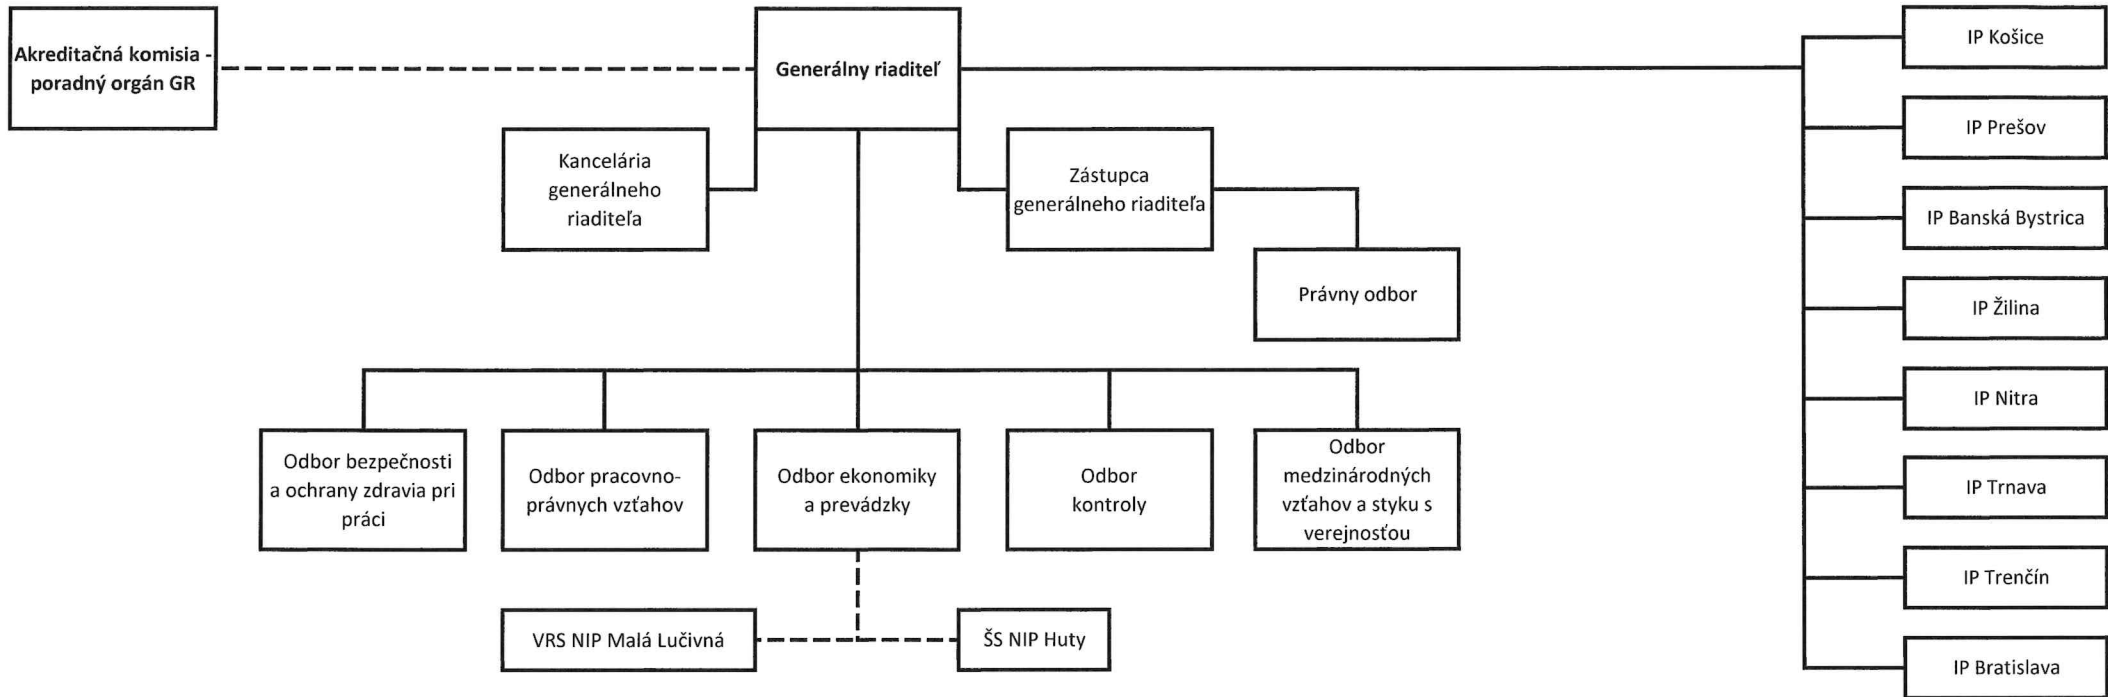 Akreditačná komisia -
poradný orgán GR
Generálny riaditeľ
IP Košice
IP Prešov
Kancelária
generálneho
riaditeľa
Zástupca
generálneho riaditeľa
IP Banská Bystrica
Právny odbor
IP Žilina
IP Nitra
Odbor bezpečnosti
a ochrany zdravia pri
práci
Odbor pracovno-
právnych vzťahov
Odbor ekonomiky
a prevádzky
Odbor
kontroly
Odbor
medzinárodných
vzťahov a styku s
verejnosťou
IP Trnava
IP Trenčín
VRS NIP Malá Lučivná
ŠS NIP Huty
IP Bratislava